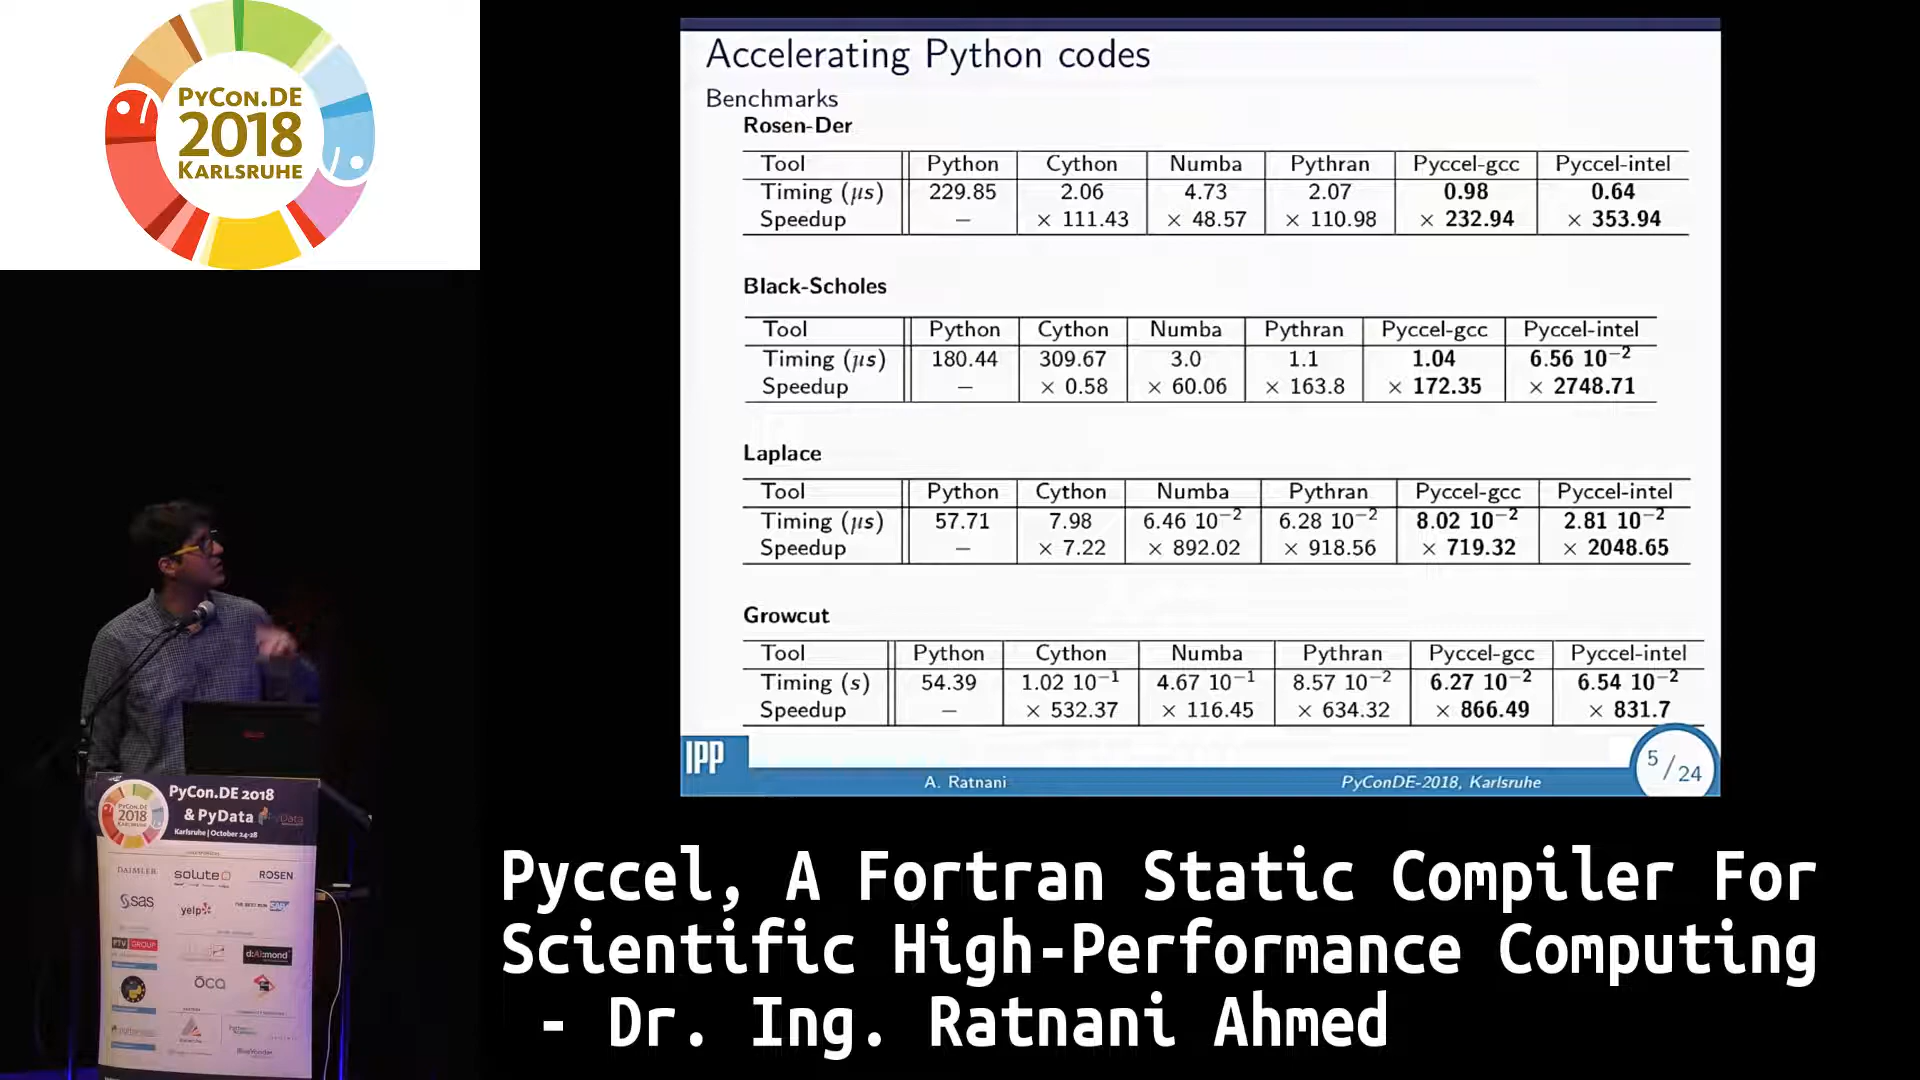 PYCON.DE
2018
KARLSRUHE
Accelerating Python codes
Benchmarks
Rosen-Der
Tool Python Cython Numba Pythran Pyccel-gcc Pyccel-intel
Timing (μs) 229.85 2.06 4.73 2.07 0.98 0.64
Speedup – × 111.43 × 48.57 × 110.98 × 232.94 × 353.94
Black-Scholes
Tool Python Cython Numba Pythran Pyccel-gcc Pyccel-intel
Timing (μs) 180.44 309.67 3.0 1.1 1.04 6.56 10⁻²
Speedup – × 0.58 × 60.06 × 163.8 × 172.35 × 2748.71
Laplace
Tool Python Cython Numba Pythran Pyccel-gcc Pyccel-intel
Timing (μs) 57.71 7.98 6.46 10⁻² 6.28 10⁻² 8.02 10⁻² 2.81 10⁻²
Speedup – × 7.22 × 892.02 × 918.56 × 719.32 × 2048.65
Growcut
Tool Python Cython Numba Pythran Pyccel-gcc Pyccel-intel
Timing (s) 54.39 1.02 10⁻¹ 4.67 10⁻¹ 8.57 10⁻² 6.27 10⁻² 6.54 10⁻²
Speedup – × 532.37 × 116.45 × 634.32 × 866.49 × 831.7
IPP
A. Ratnani
PyConDE-2018, Karlsruhe
5/24
PyCon.DE 2018
& PyData
Karlsruhe | October 24-28
PYCON.DE
2018
DAIMLER
solute
ROSEN
sas
yelp
THE BEST RUN SAP
PTV GROUP
d:AI:mond
ÖCQ
BlueYonder
Pyccel, A Fortran Static Compiler For
Scientific High-Performance Computing
- Dr. Ing. Ratnani Ahmed